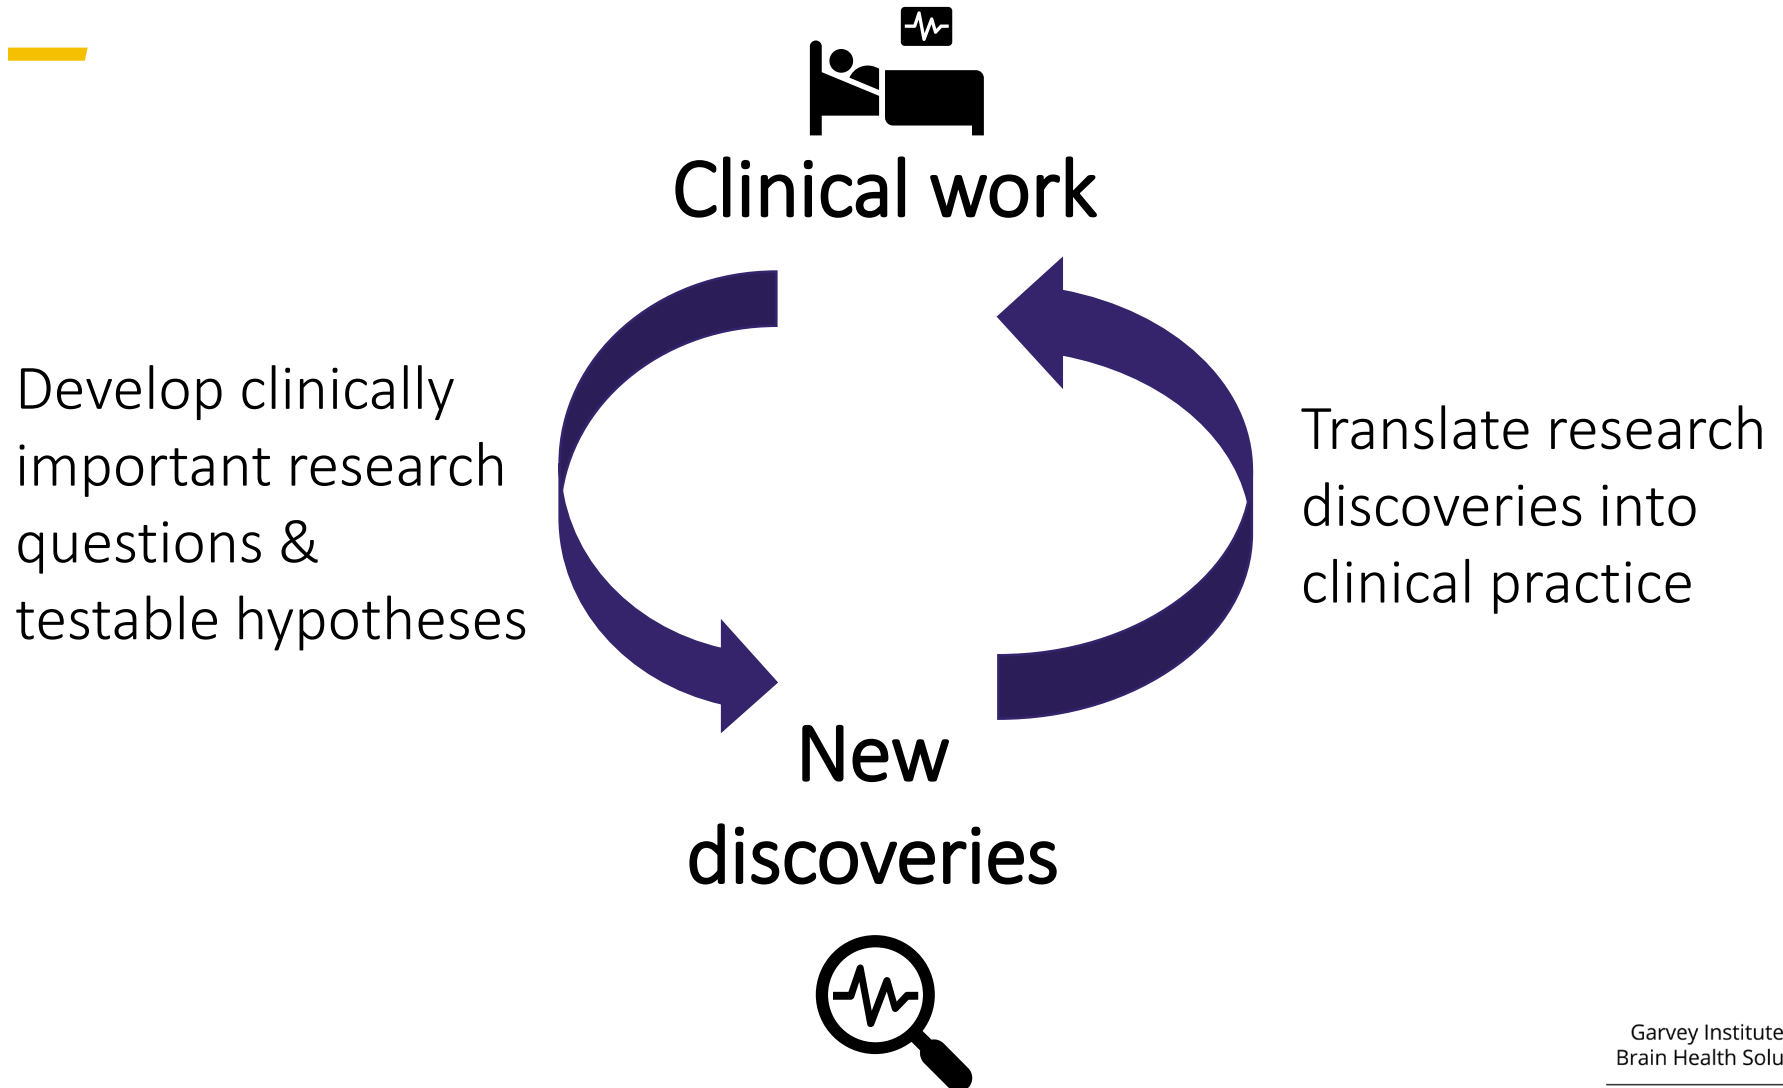 Clinical work
Develop clinically
important research
questions &
testable hypotheses
Translate research
discoveries into
clinical practice
New
discoveries
Garvey Institute
Brain Health Solu